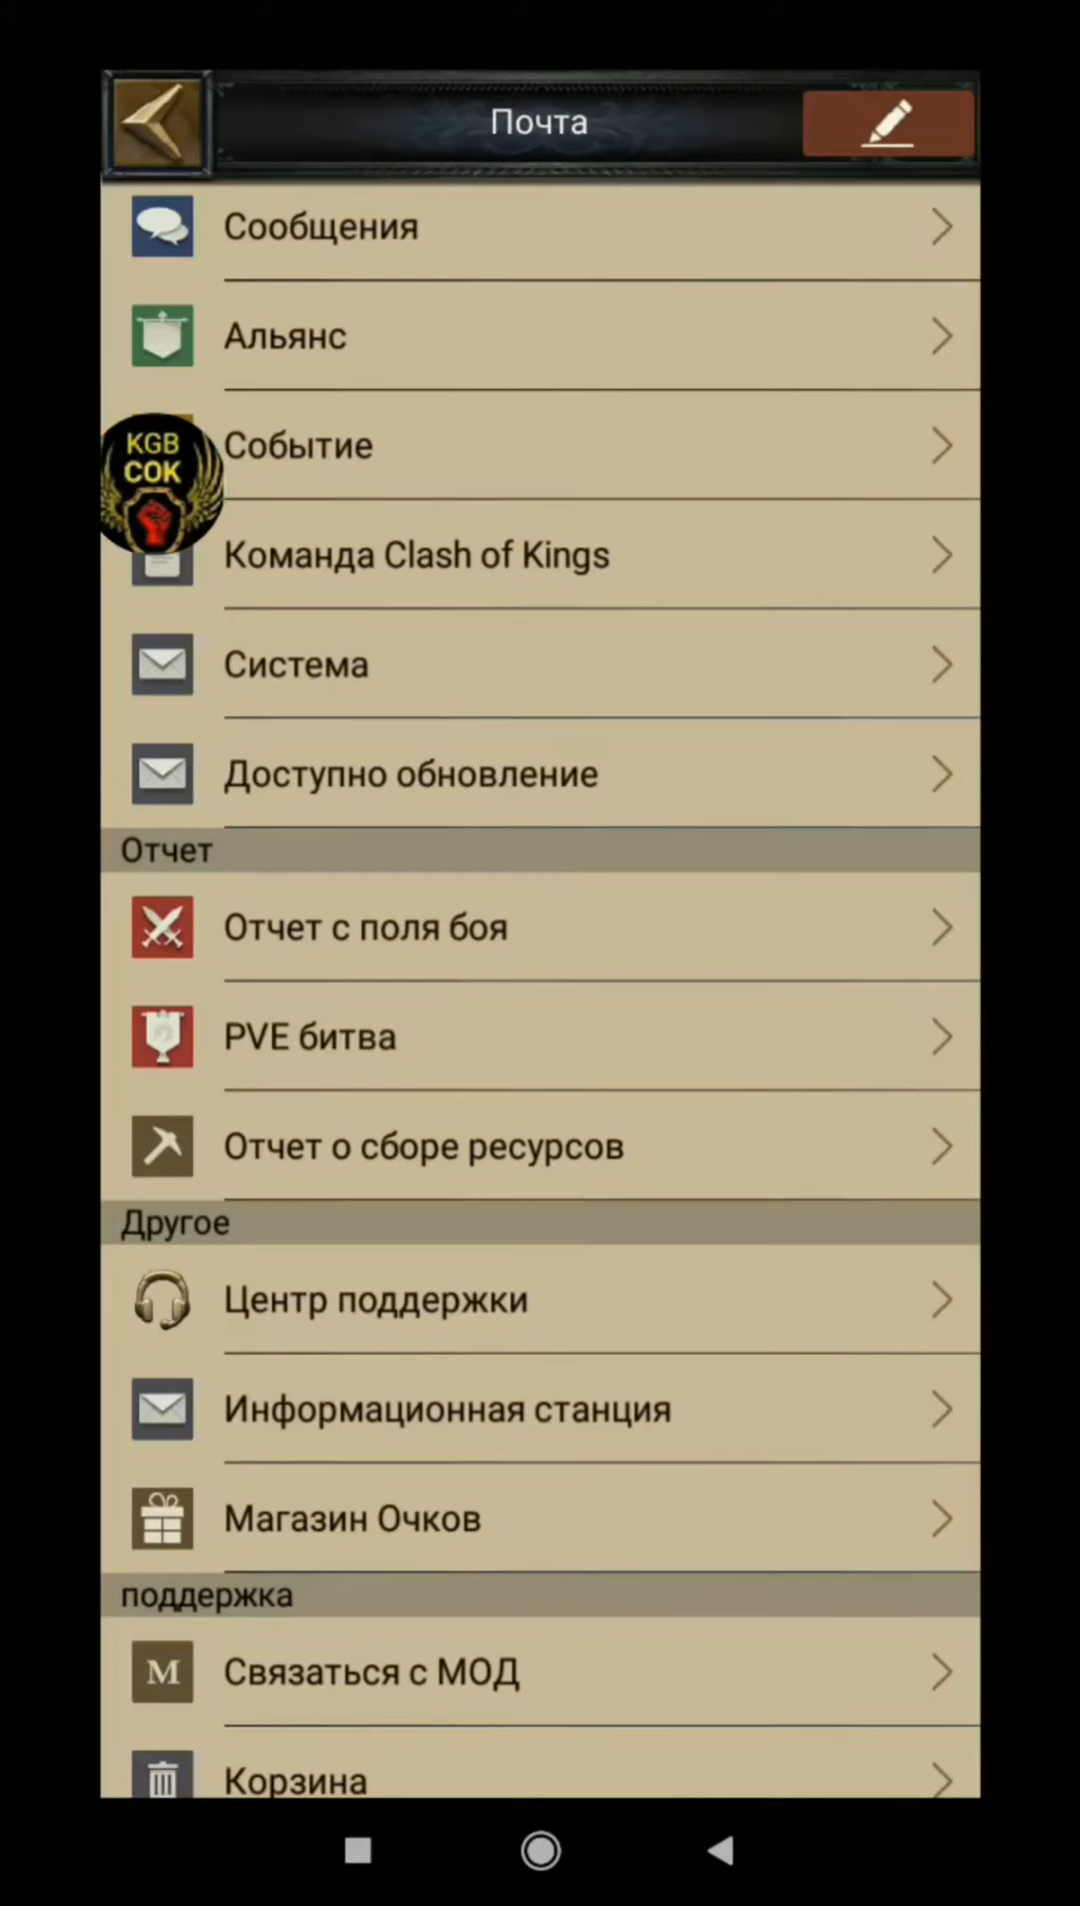 Почта
Сообщения
Альянс
KGB
COK
Событие
Команда Clash of Kings
Система
Доступно обновление
Отчет
Отчет с поля боя
PVE битва
Отчет о сборе ресурсов
Другое
Центр поддержки
Информационная станция
Магазин Очков
поддержка
M
Связаться с МОД
Корзина